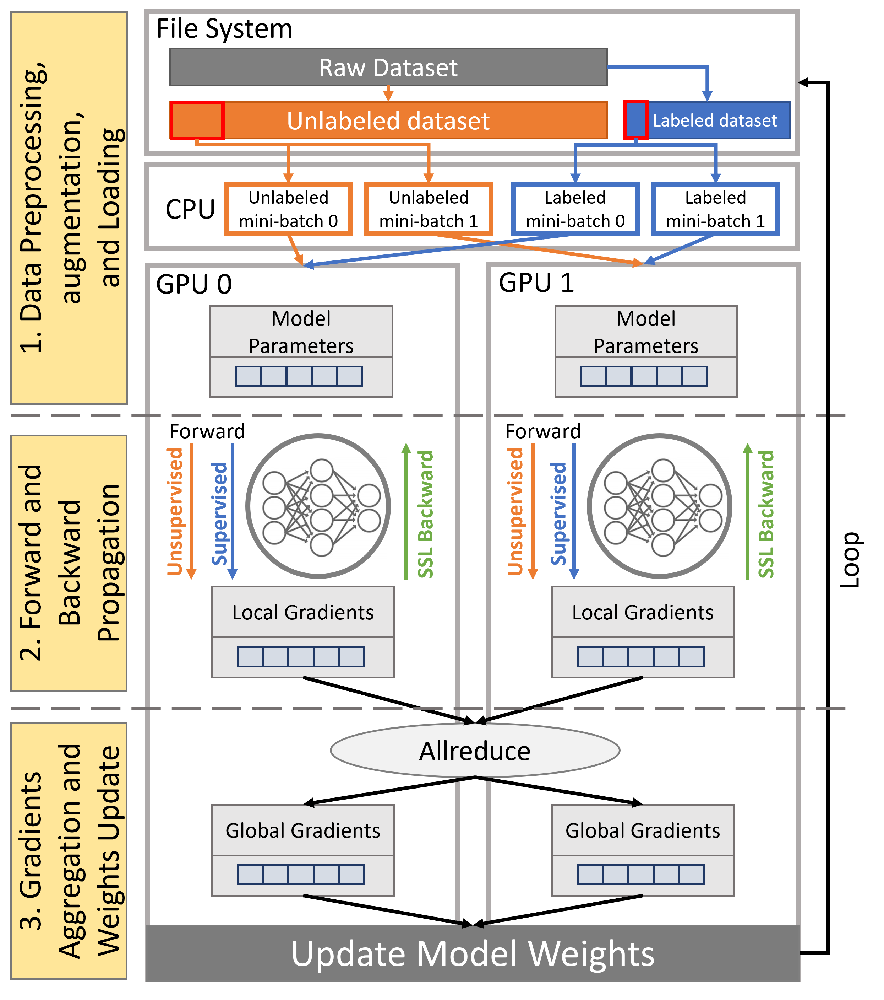 1. Data Preprocessing,
augmentation,
and Loading
File System
Raw Dataset
Unlabeled dataset
Labeled dataset
CPU
Unlabeled
mini-batch 0
Unlabeled
mini-batch 1
Labeled
mini-batch 0
Labeled
mini-batch 1
GPU 0
Model
Parameters
GPU 1
Model
Parameters
2. Forward and
Backward
Propagation
Forward
Unsupervised
Supervised
SSL Backward
Forward
Unsupervised
Supervised
SSL Backward
Loop
Local Gradients
Local Gradients
3. Gradients
Aggregation and
Weights Update
Allreduce
Global Gradients
Global Gradients
Update Model Weights